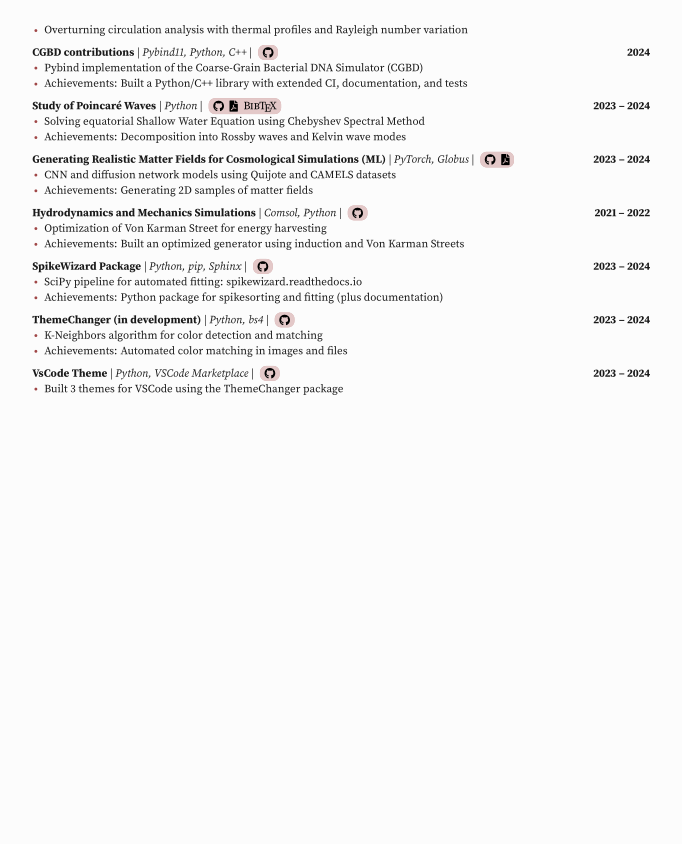 • Overturning circulation analysis with thermal profiles and Rayleigh number variation
CGBD contributions | Pybind11, Python, C++ | 2024
• Pybind implementation of the Coarse-Grain Bacterial DNA Simulator (CGBD)
• Achievements: Built a Python/C++ library with extended CI, documentation, and tests
Study of Poincaré Waves | Python | BIBTEX 2023 – 2024
• Solving equatorial Shallow Water Equation using Chebyshev Spectral Method
• Achievements: Decomposition into Rossby waves and Kelvin wave modes
Generating Realistic Matter Fields for Cosmological Simulations (ML) | PyTorch, Globus | 2023 – 2024
• CNN and diffusion network models using Quijote and CAMELS datasets
• Achievements: Generating 2D samples of matter fields
Hydrodynamics and Mechanics Simulations | Comsol, Python | 2021 – 2022
• Optimization of Von Karman Street for energy harvesting
• Achievements: Built an optimized generator using induction and Von Karman Streets
SpikeWizard Package | Python, pip, Sphinx | 2023 – 2024
• SciPy pipeline for automated fitting: spikewizard.readthedocs.io
• Achievements: Python package for spikesorting and fitting (plus documentation)
ThemeChanger (in development) | Python, bs4 | 2023 – 2024
• K-Neighbors algorithm for color detection and matching
• Achievements: Automated color matching in images and files
VsCode Theme | Python, VSCode Marketplace | 2023 – 2024
• Built 3 themes for VSCode using the ThemeChanger package